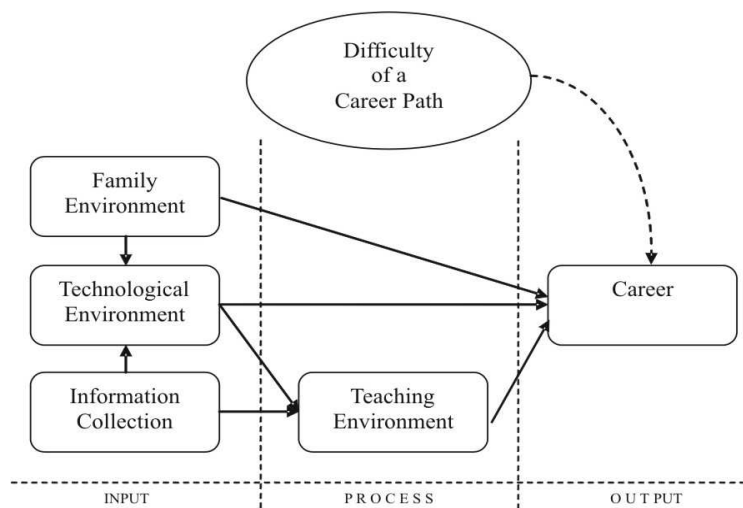 Difficulty
of a
Career Path
Family
Environment
Technological
Environment
Career
Information
Collection
Teaching
Environment
INPUT
PROCESS
OUTPUT